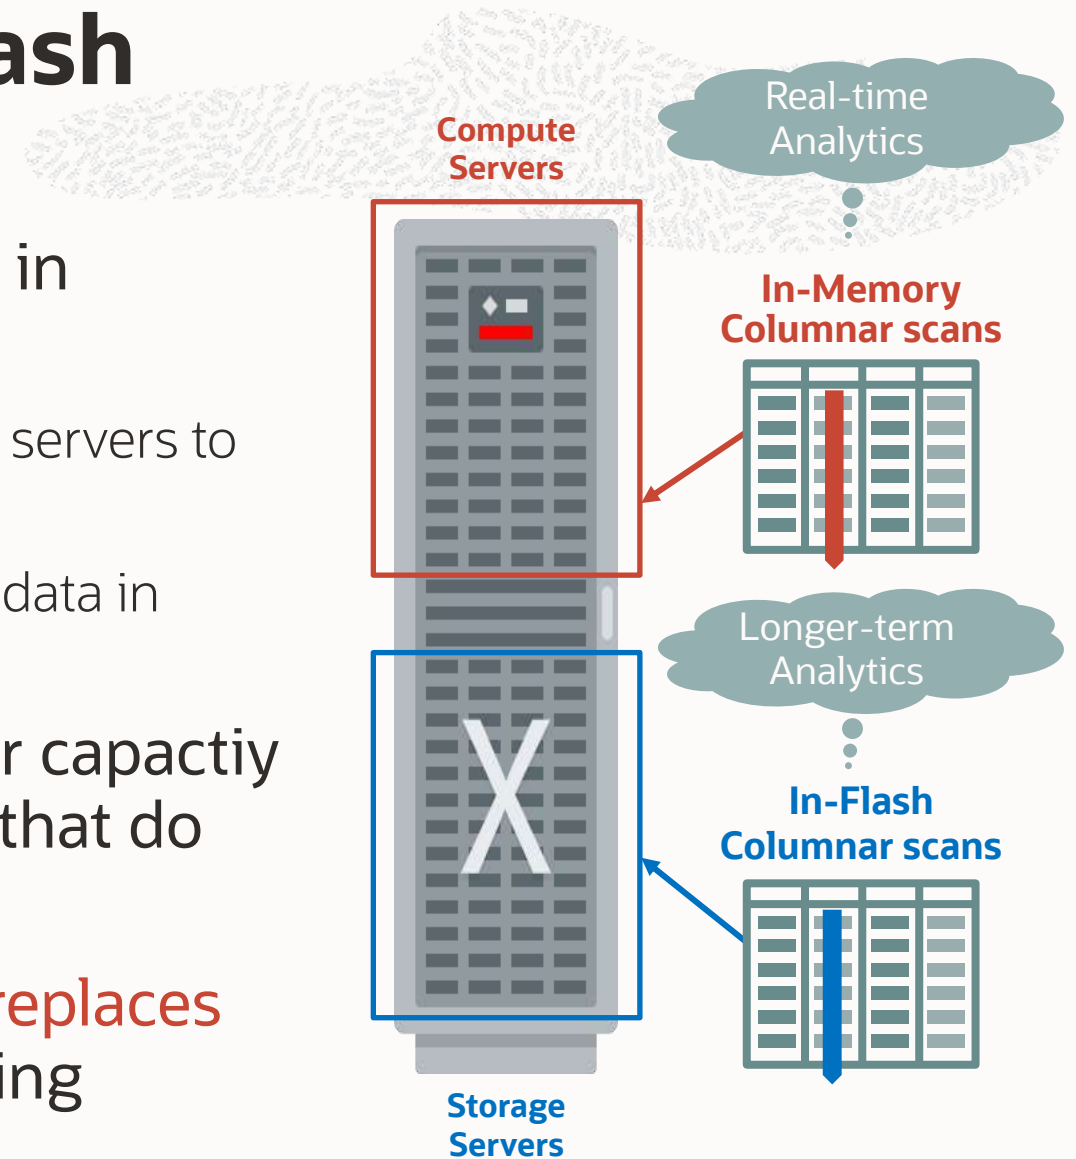 ash
in
servers to
data in
r capactiy
that do
replaces
ing
Compute
Servers
Real-time
Analytics
In-Memory
Columnar scans
Longer-term
Analytics
In-Flash
Columnar scans
X
Storage
Servers